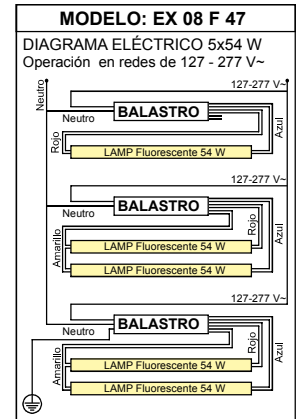 MODELO: EX 08 F 47
DIAGRAMA ELÉCTRICO 5x54 W
Operación  en redes de 127 - 277 V~
Neutro
127-277 V~
BALASTRO
Neutro
Rojo
Azul
LAMP Fluorescente 54 W
127-277 V~
BALASTRO
Neutro
Amarillo
Rojo
Azul
LAMP Fluorescente 54 W
LAMP Fluorescente 54 W
127-277 V~
BALASTRO
Neutro
Amarillo
Rojo
Azul
LAMP Fluorescente 54 W
LAMP Fluorescente 54 W